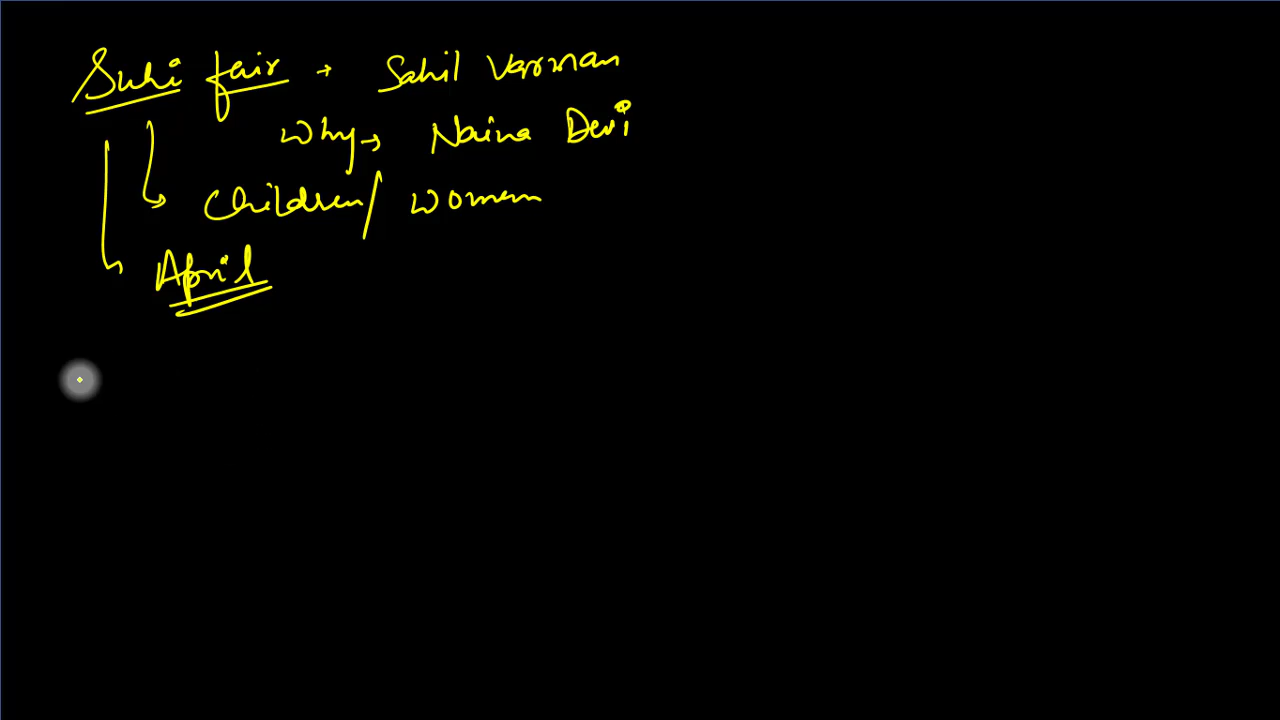 Suhi fair → Sahil Varman
Why → Naina Devi
Children/ women
April